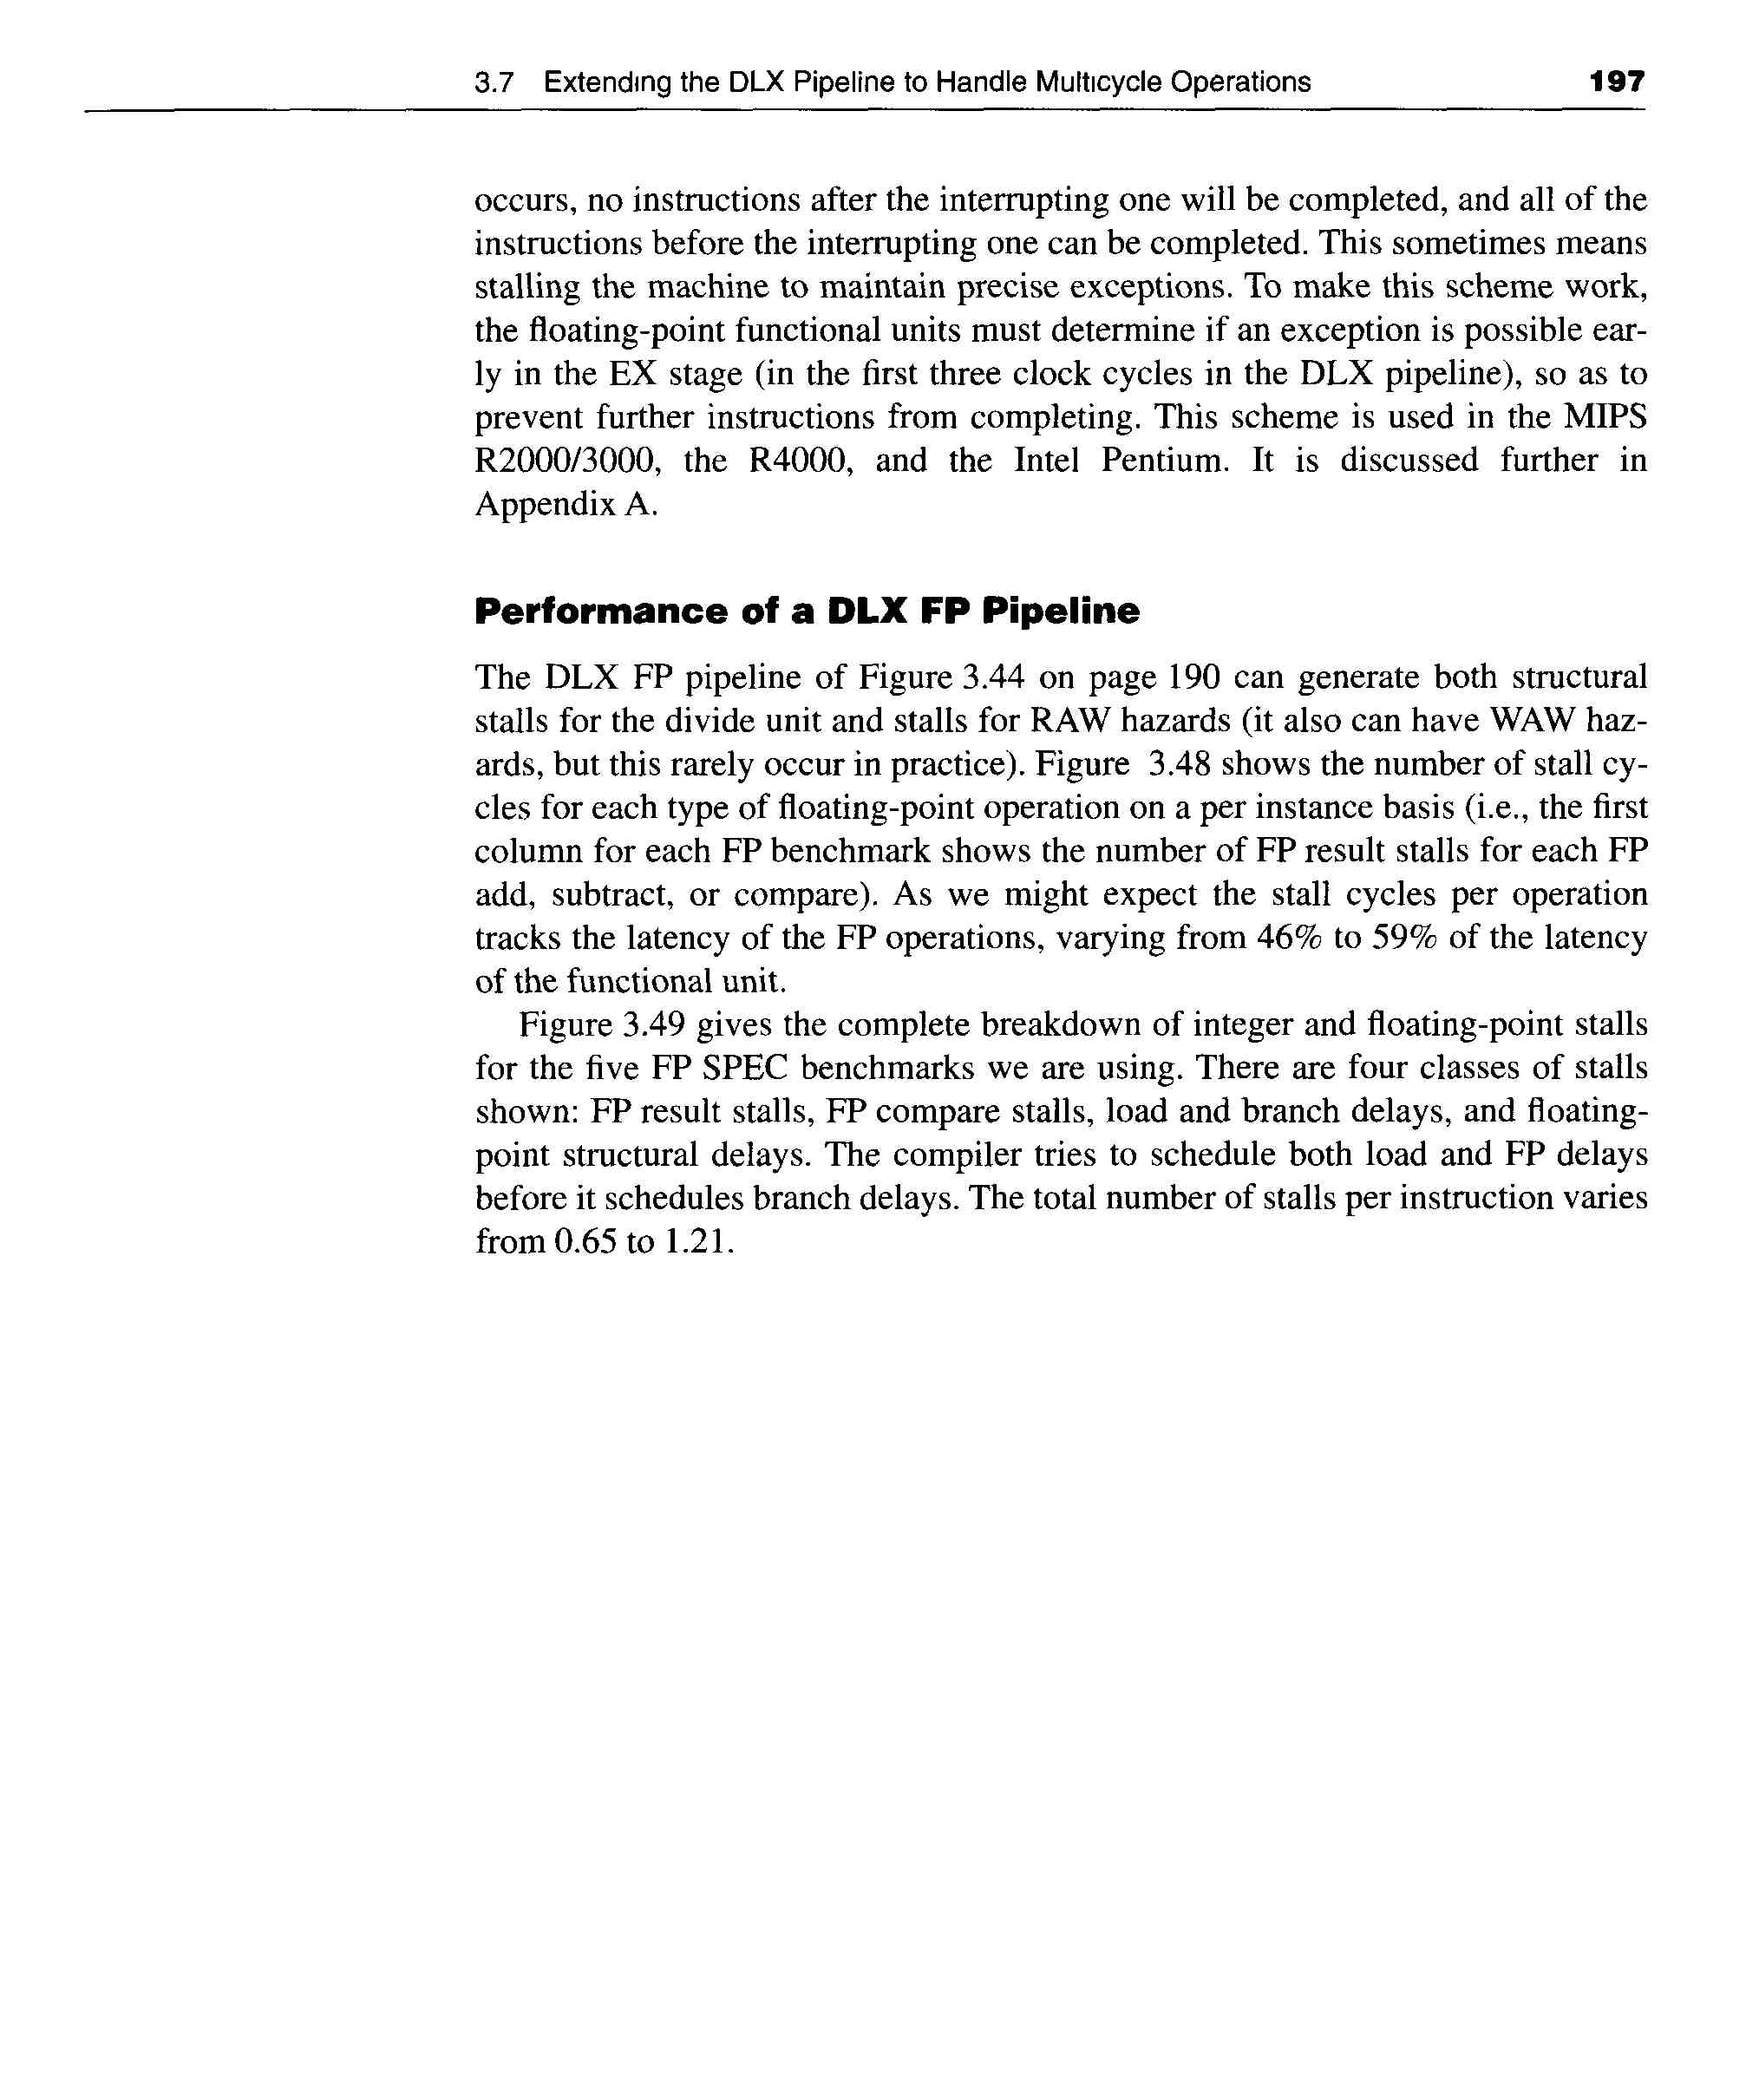 3.7 Extending the DLX Pipeline to Handle Multicycle Operations 197
occurs, no instructions after the interrupting one will be completed, and all of the
instructions before the interrupting one can be completed. This sometimes means
stalling the machine to maintain precise exceptions. To make this scheme work,
the floating-point functional units must determine if an exception is possible ear-
ly in the EX stage (in the first three clock cycles in the DLX pipeline), so as to
prevent further instructions from completing. This scheme is used in the MIPS
R2000/3000, the R4000, and the Intel Pentium. It is discussed further in
Appendix A.
Performance of a DLX FP Pipeline
The DLX FP pipeline of Figure 3.44 on page 190 can generate both structural
stalls for the divide unit and stalls for RAW hazards (it also can have WAW haz-
ards, but this rarely occur in practice). Figure 3.48 shows the number of stall cy-
cles for each type of floating-point operation on a per instance basis (i.e., the first
column for each FP benchmark shows the number of FP result stalls for each FP
add, subtract, or compare). As we might expect the stall cycles per operation
tracks the latency of the FP operations, varying from 46% to 59% of the latency
of the functional unit.
Figure 3.49 gives the complete breakdown of integer and floating-point stalls
for the five FP SPEC benchmarks we are using. There are four classes of stalls
shown: FP result stalls, FP compare stalls, load and branch delays, and floating-
point structural delays. The compiler tries to schedule both load and FP delays
before it schedules branch delays. The total number of stalls per instruction varies
from 0.65 to 1.21.